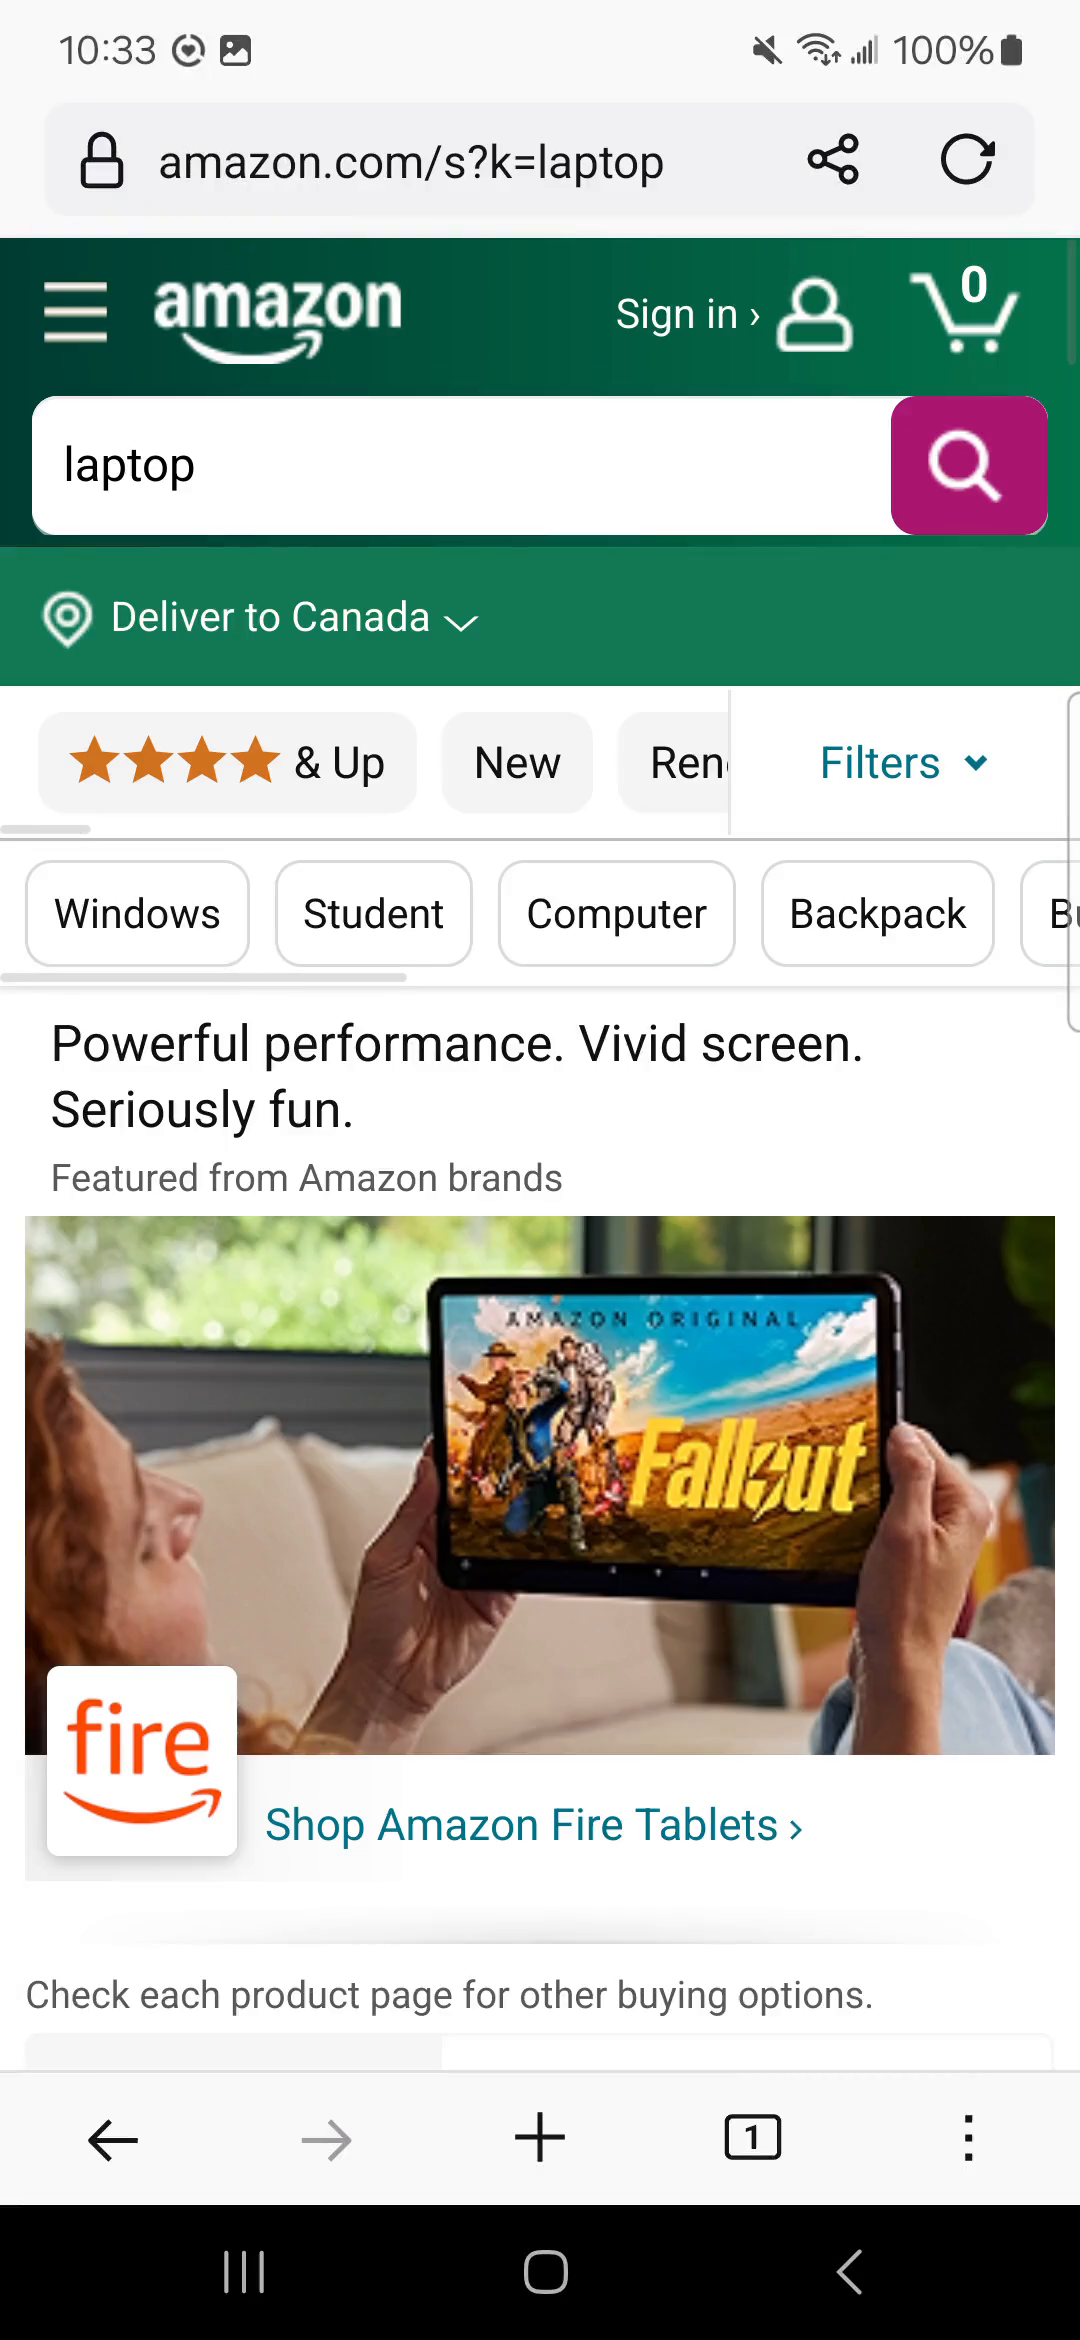 10:33
100%
amazon.com/s?k=laptop
amazon
Sign in ›
0
laptop
Deliver to Canada
& Up
New
Ren
Filters
Windows
Student
Computer
Backpack
Powerful performance. Vivid screen.
Seriously fun.
Featured from Amazon brands
AMAZON ORIGINAL
Fallout
fire
Shop Amazon Fire Tablets ›
Check each product page for other buying options.
1